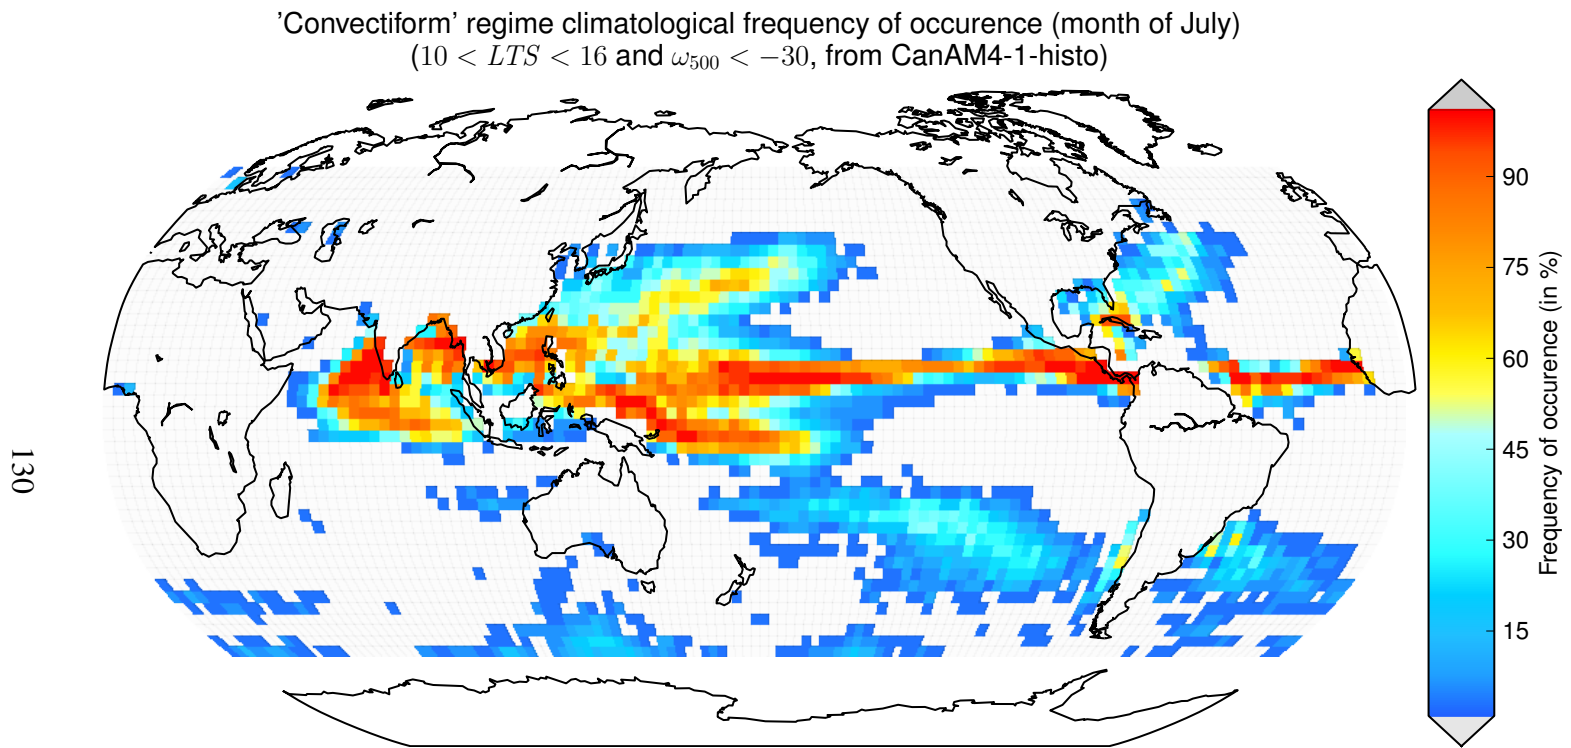 'Convectiform' regime climatological frequency of occurence (month of July)
(10 < LTS < 16 and ω500 < −30, from CanAM4-1-histo)
90
75
60
45
30
15
Frequency of occurence (in %)
130